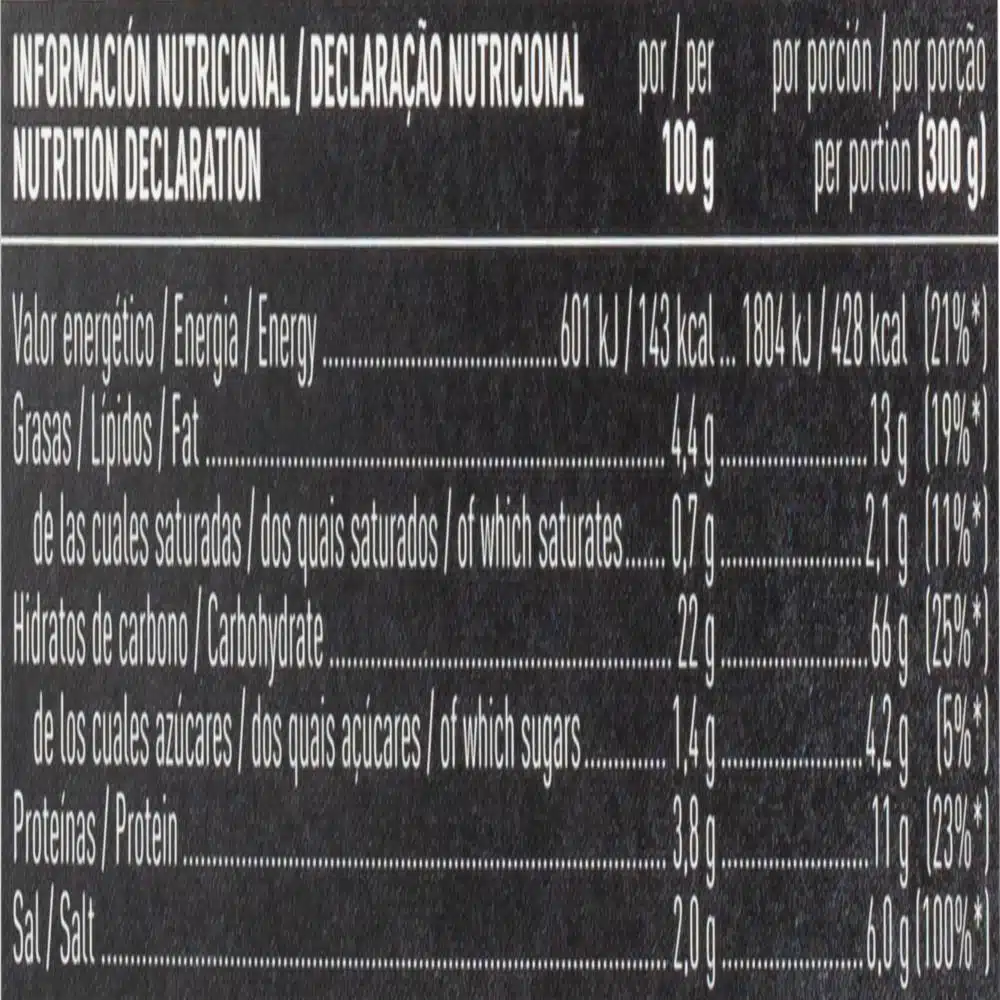 INFORMACIÓN NUTRICIONAL / DECLARAÇÃO NUTRICIONAL por / per por porción / por porção
NUTRITION DECLARATION 100 g per portion (300 g)
Valor energético / Energia / Energy ........................ 601 kJ / 143 kcal ... 1804 kJ / 428 kcal (21%*)
Grasas / Lípidos / Fat ........................ 4,4 g ........................ 13 g (19%*)
de las cuales saturadas / dos quais saturados / of which saturates ..... 0,7 g ........................ 2,1 g (11%*)
Hidratos de carbono / Carbohydrate ........................ 22 g ........................ 66 g (25%*)
de los cuales azúcares / dos quais açúcares / of which sugars ............ 1,4 g ........................ 4,2 g (5%*)
Proteínas / Protein ........................ 3,8 g ........................ 11 g (23%*)
Sal / Salt ........................ 2,0 g ........................ 6,0 g (100%*)